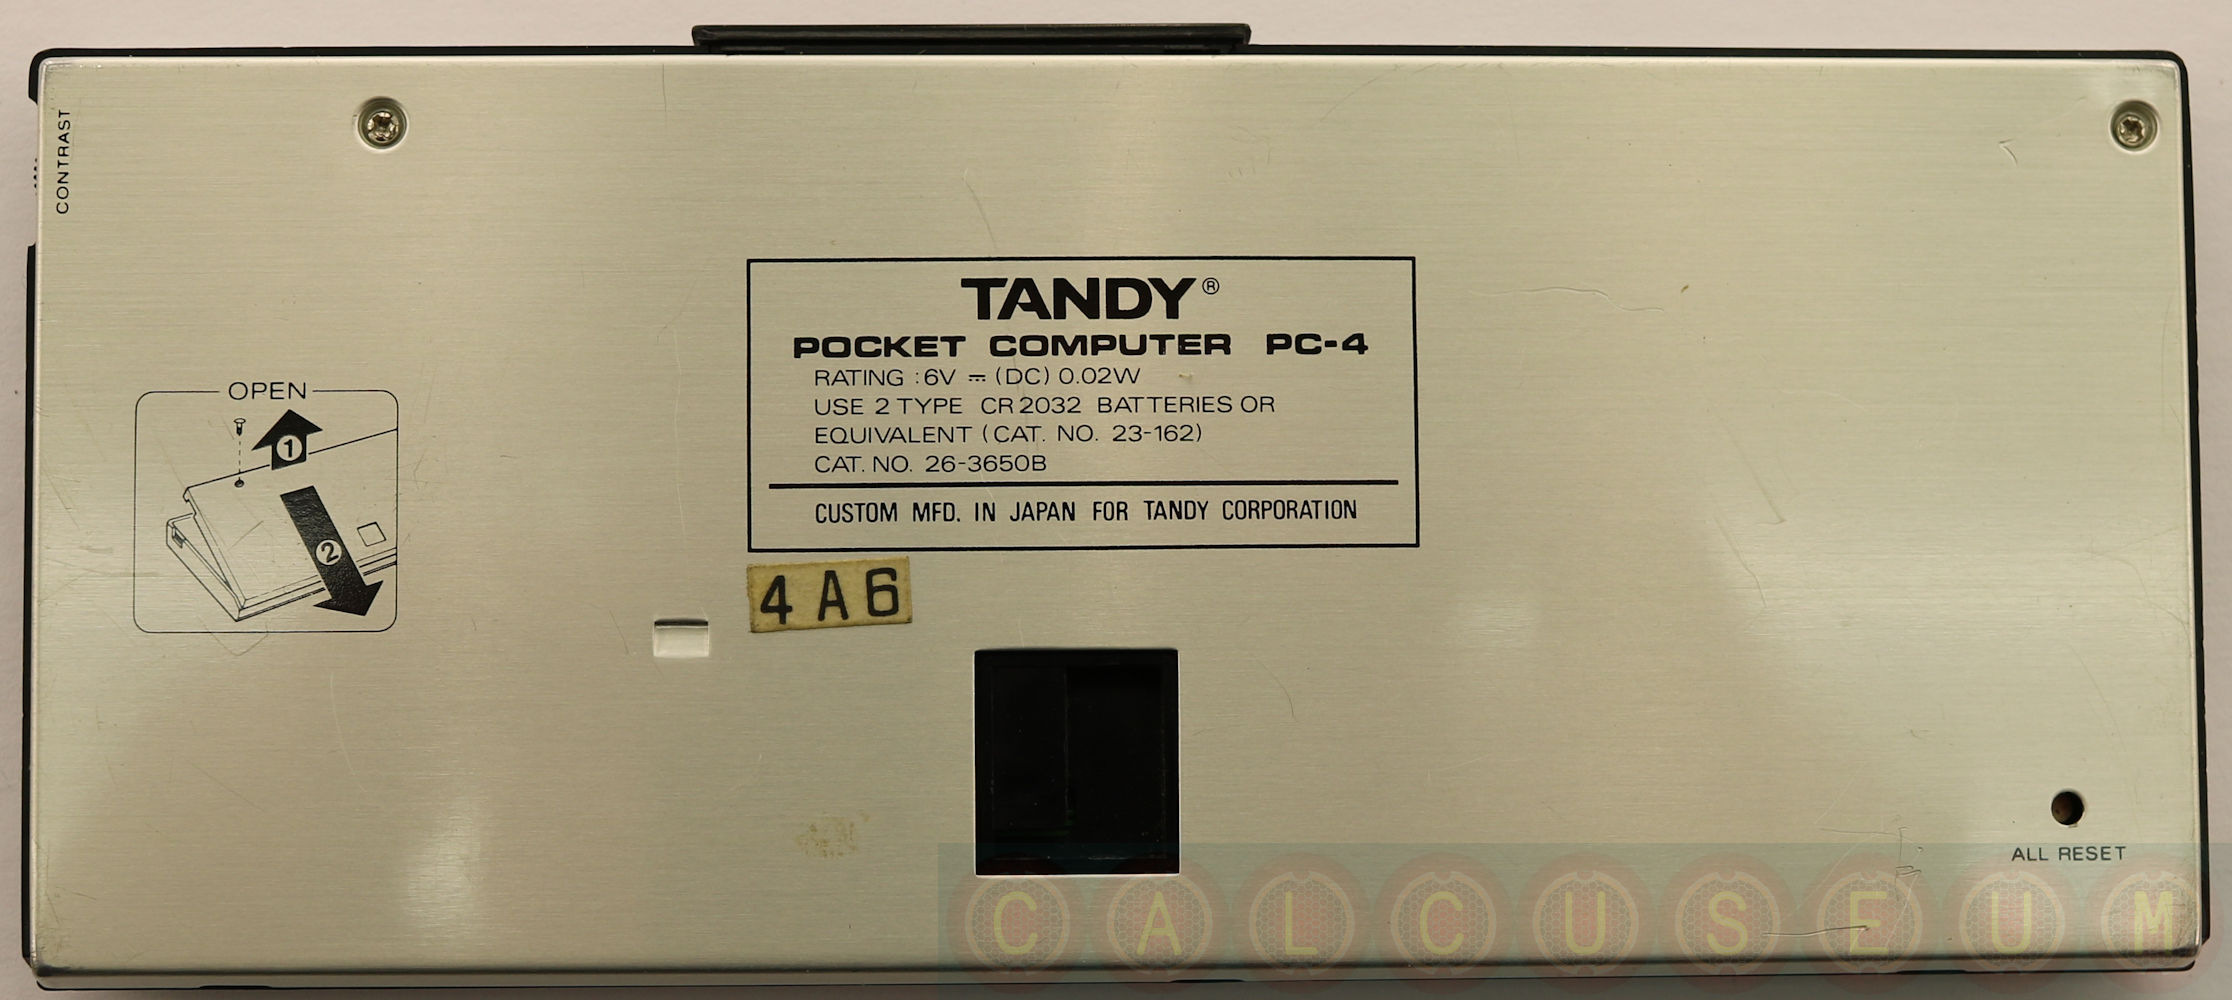 CONTRAST
TANDY®
POCKET COMPUTER PC-4
RATING : 6V ⎓ (DC) 0.02W
USE 2 TYPE CR2032 BATTERIES OR
EQUIVALENT (CAT. NO. 23-162)
CAT. NO. 26-3650B
CUSTOM MFD. IN JAPAN FOR TANDY CORPORATION
OPEN
1
2
4A6
ALL RESET
CALCUSEUM